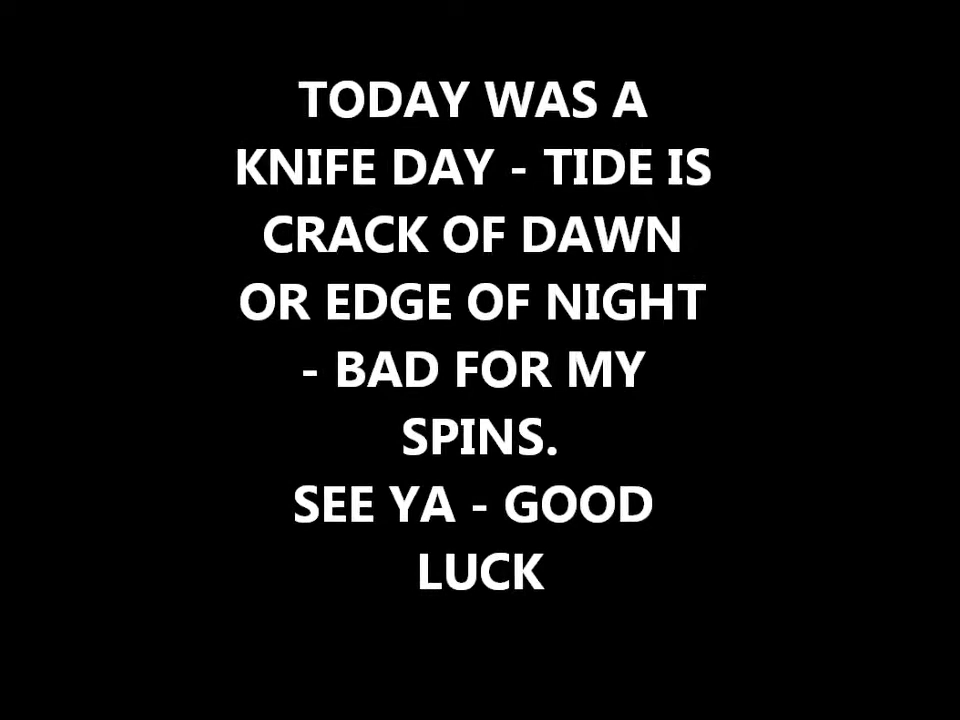 TODAY WAS A
KNIFE DAY - TIDE IS
CRACK OF DAWN
OR EDGE OF NIGHT
- BAD FOR MY
SPINS.
SEE YA - GOOD
LUCK